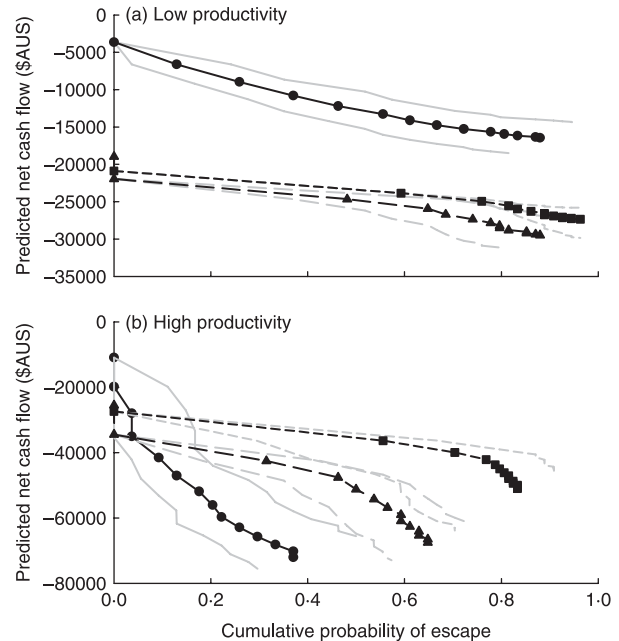 (a) Low productivity
Predicted net cash flow ($AUS)
0
−5000
−10000
−15000
−20000
−25000
−30000
−35000
(b) High productivity
Predicted net cash flow ($AUS)
0
−20000
−40000
−60000
−80000
0·0 0·2 0·4 0·6 0·8 1·0
Cumulative probability of escape